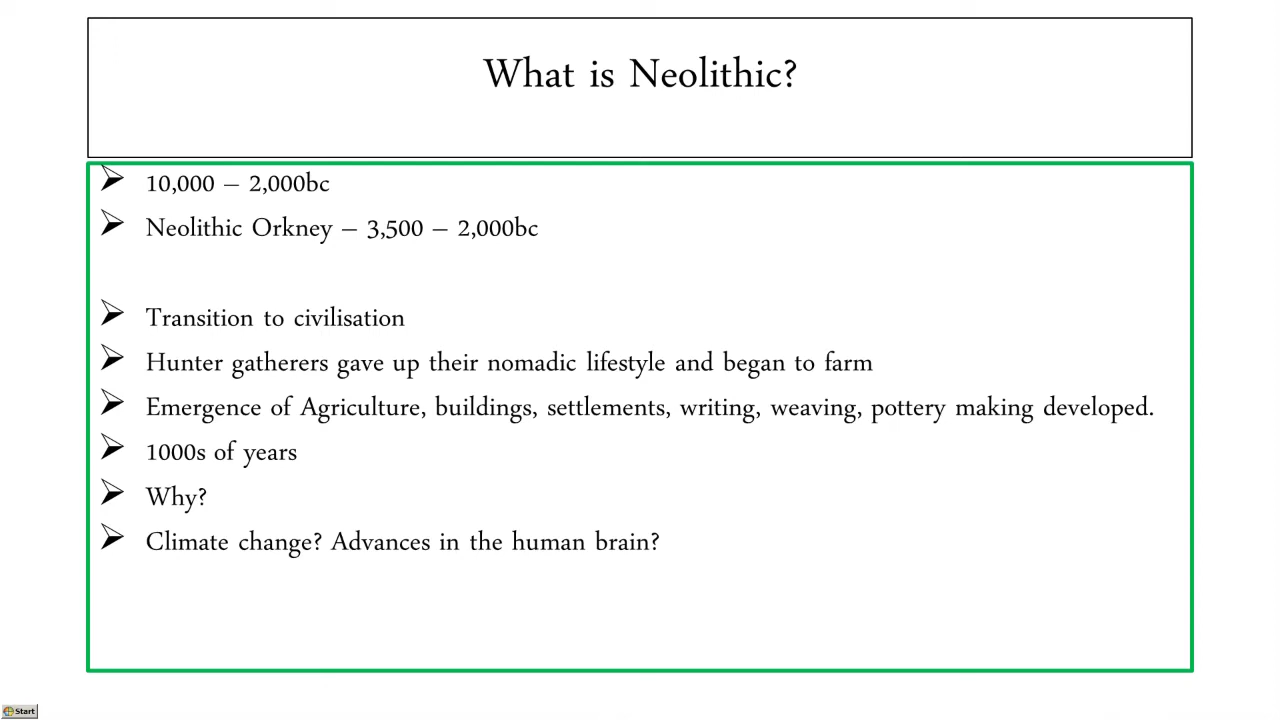 What is Neolithic?
10,000 – 2,000bc
Neolithic Orkney – 3,500 – 2,000bc
Transition to civilisation
Hunter gatherers gave up their nomadic lifestyle and began to farm
Emergence of Agriculture, buildings, settlements, writing, weaving, pottery making developed.
1000s of years
Why?
Climate change? Advances in the human brain?
Start